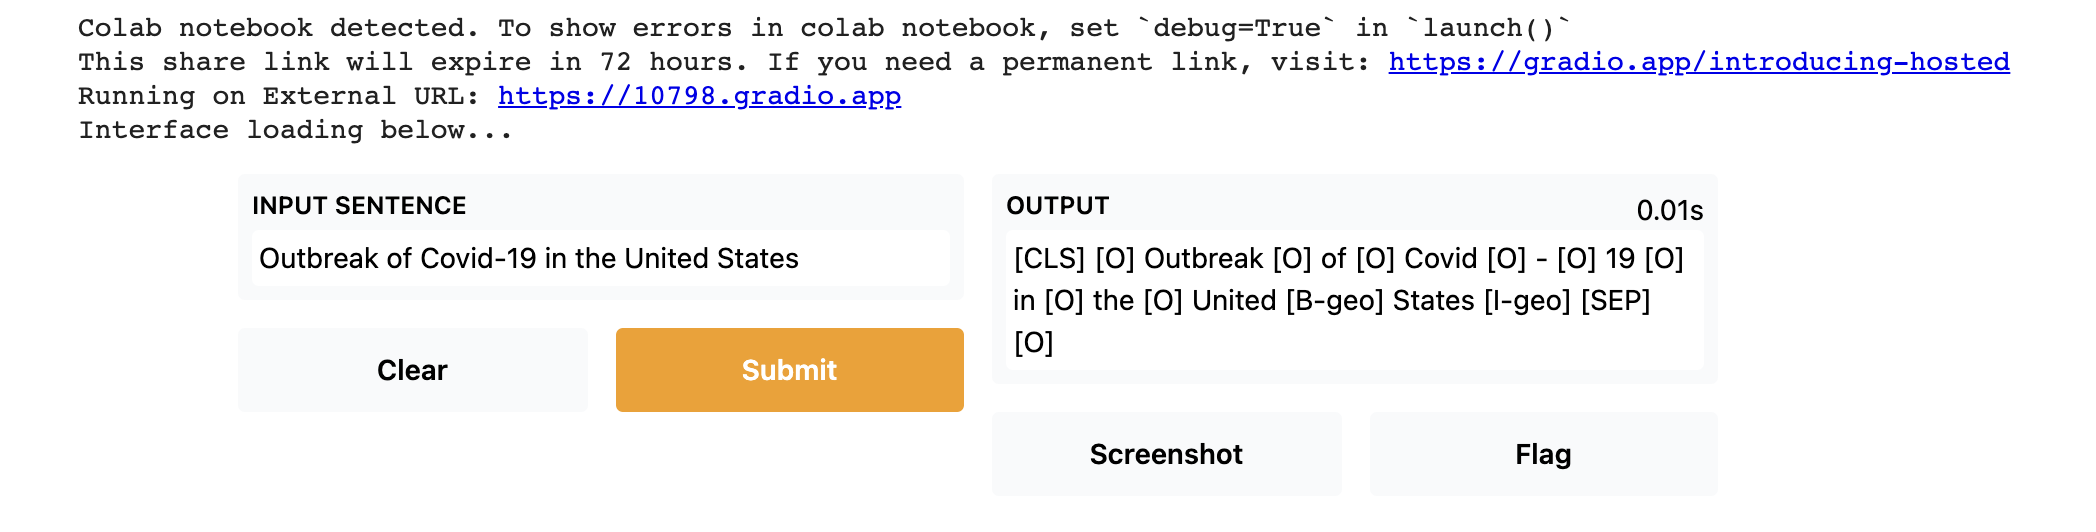 Colab notebook detected. To show errors in colab notebook, set `debug=True` in `launch()`
This share link will expire in 72 hours. If you need a permanent link, visit: https://gradio.app/introducing-hosted
Running on External URL: https://10798.gradio.app
Interface loading below...
INPUT SENTENCE
Outbreak of Covid-19 in the United States
Clear
Submit
OUTPUT
0.01s
[CLS] [O] Outbreak [O] of [O] Covid [O] - [O] 19 [O]
in [O] the [O] United [B-geo] States [I-geo] [SEP]
[O]
Screenshot
Flag